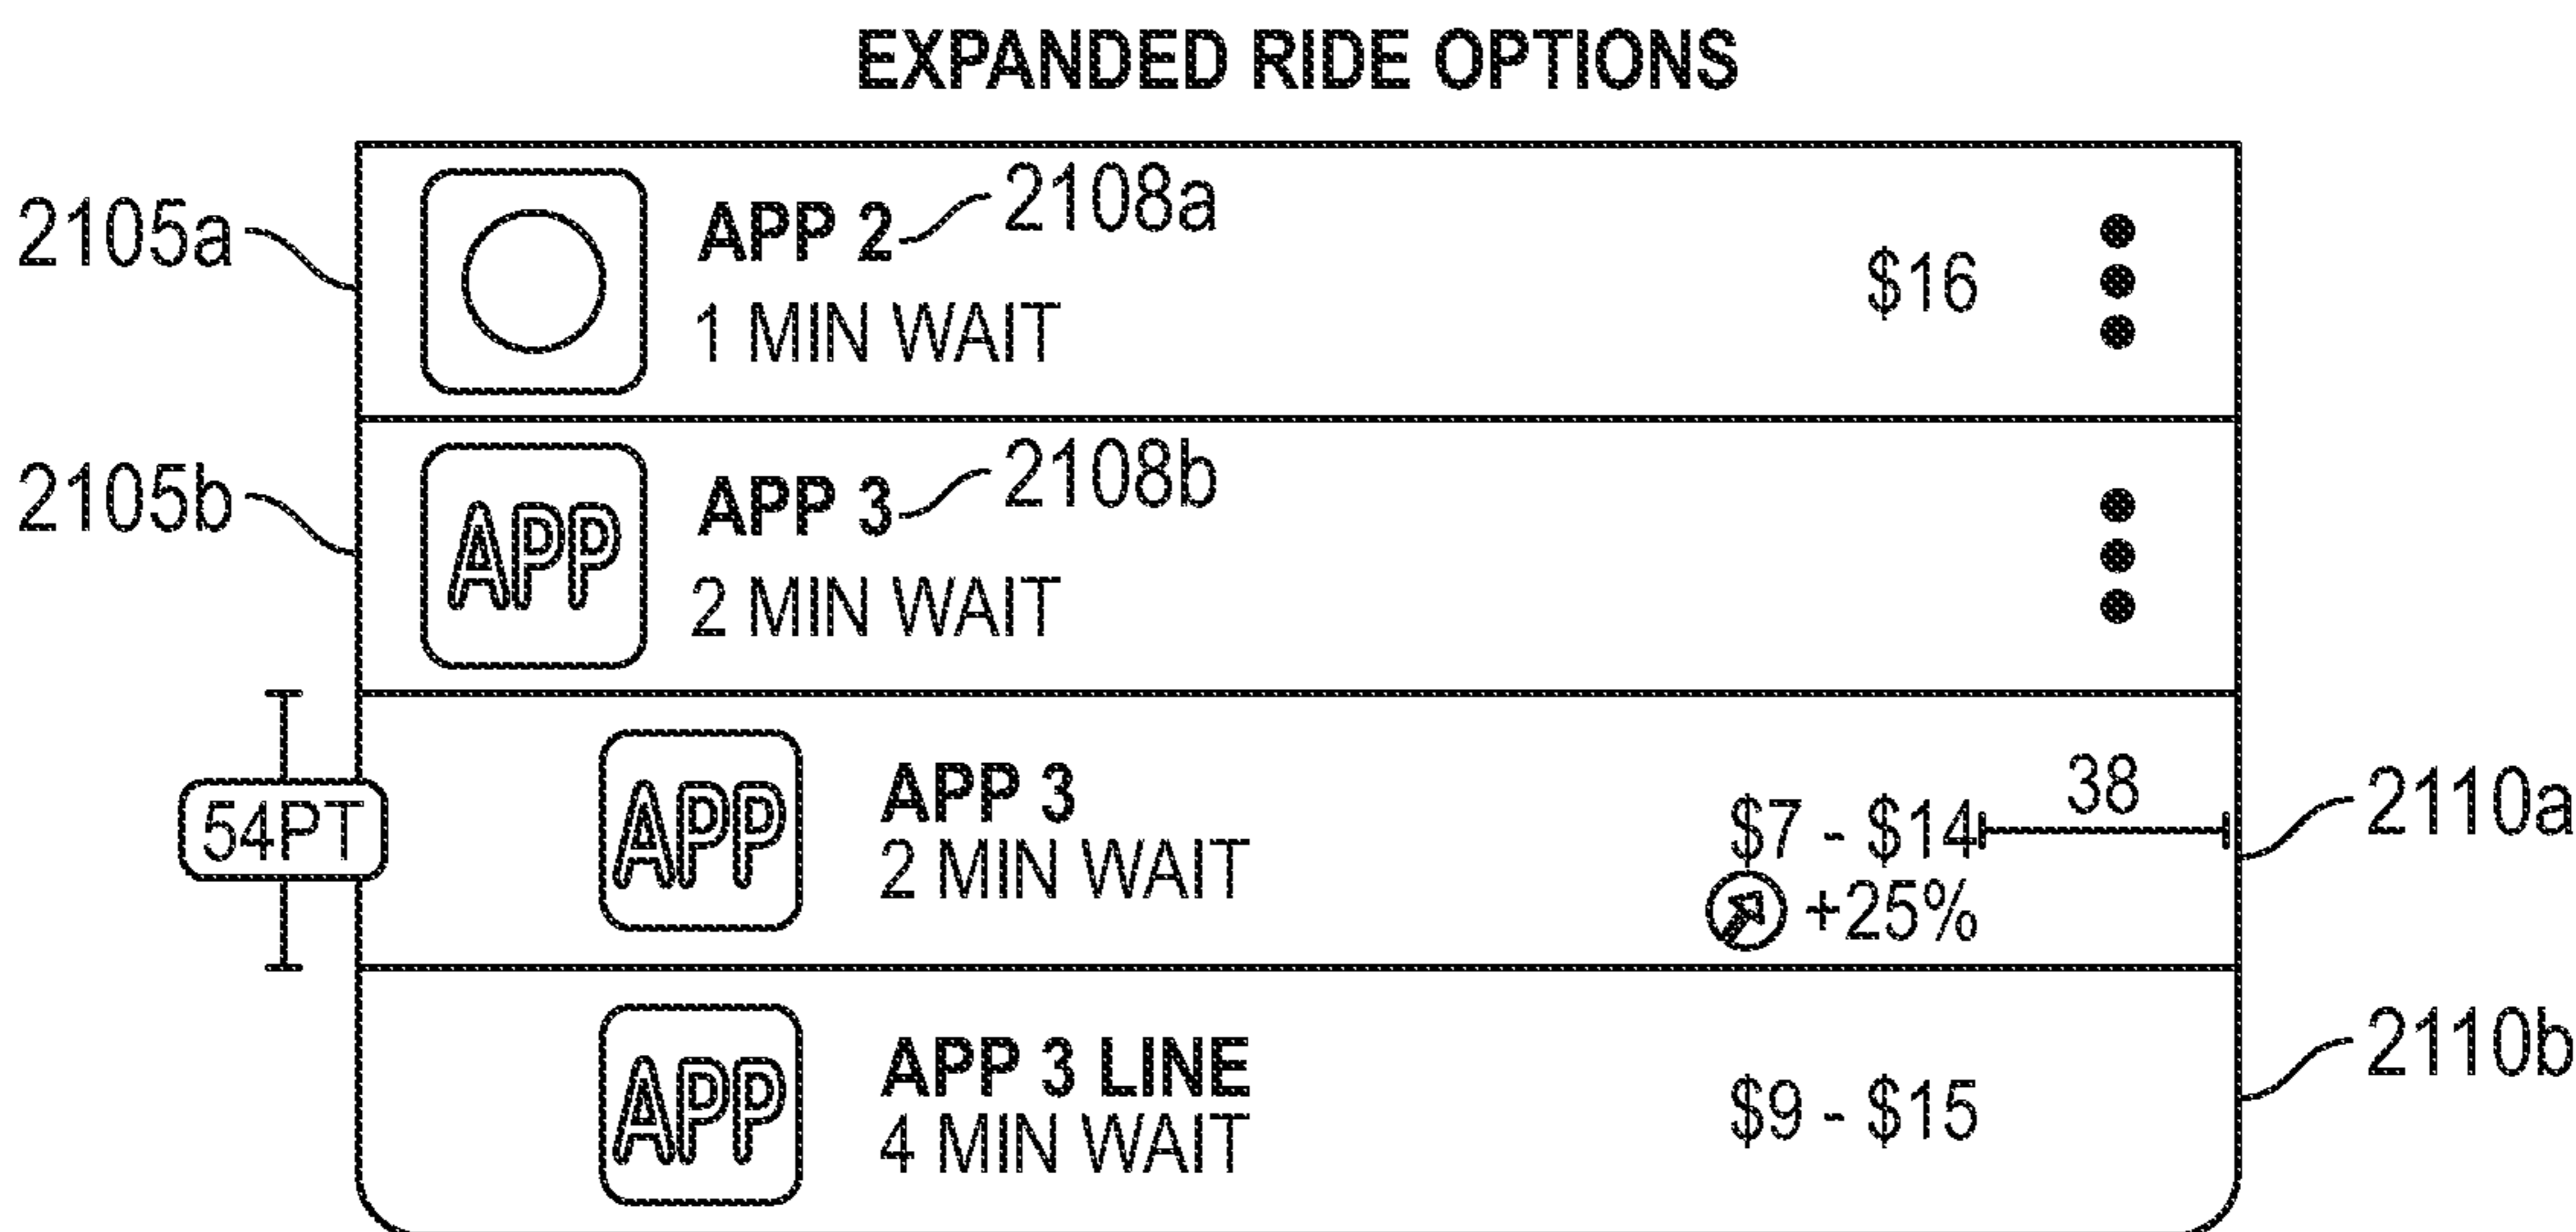 EXPANDED RIDE OPTIONS
2105a
APP 2
2108a
1 MIN WAIT
$16
2105b
APP
APP 3
2108b
2 MIN WAIT
54PT
APP
APP 3
2 MIN WAIT
$7 - $14
38
+25%
2110a
APP
APP 3 LINE
4 MIN WAIT
$9 - $15
2110b